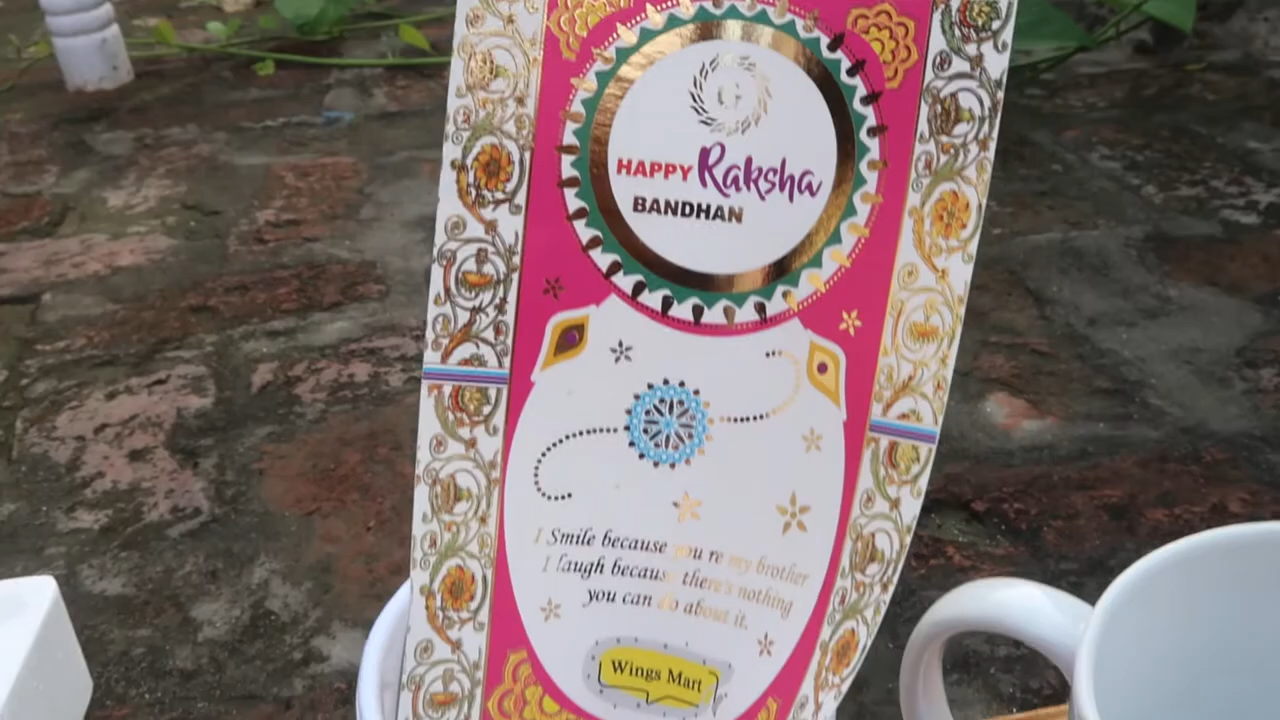 HAPPY Raksha
BANDHAN
I Smile because you re my brother
I laugh because there's nothing
you can do about it.
Wings Mart